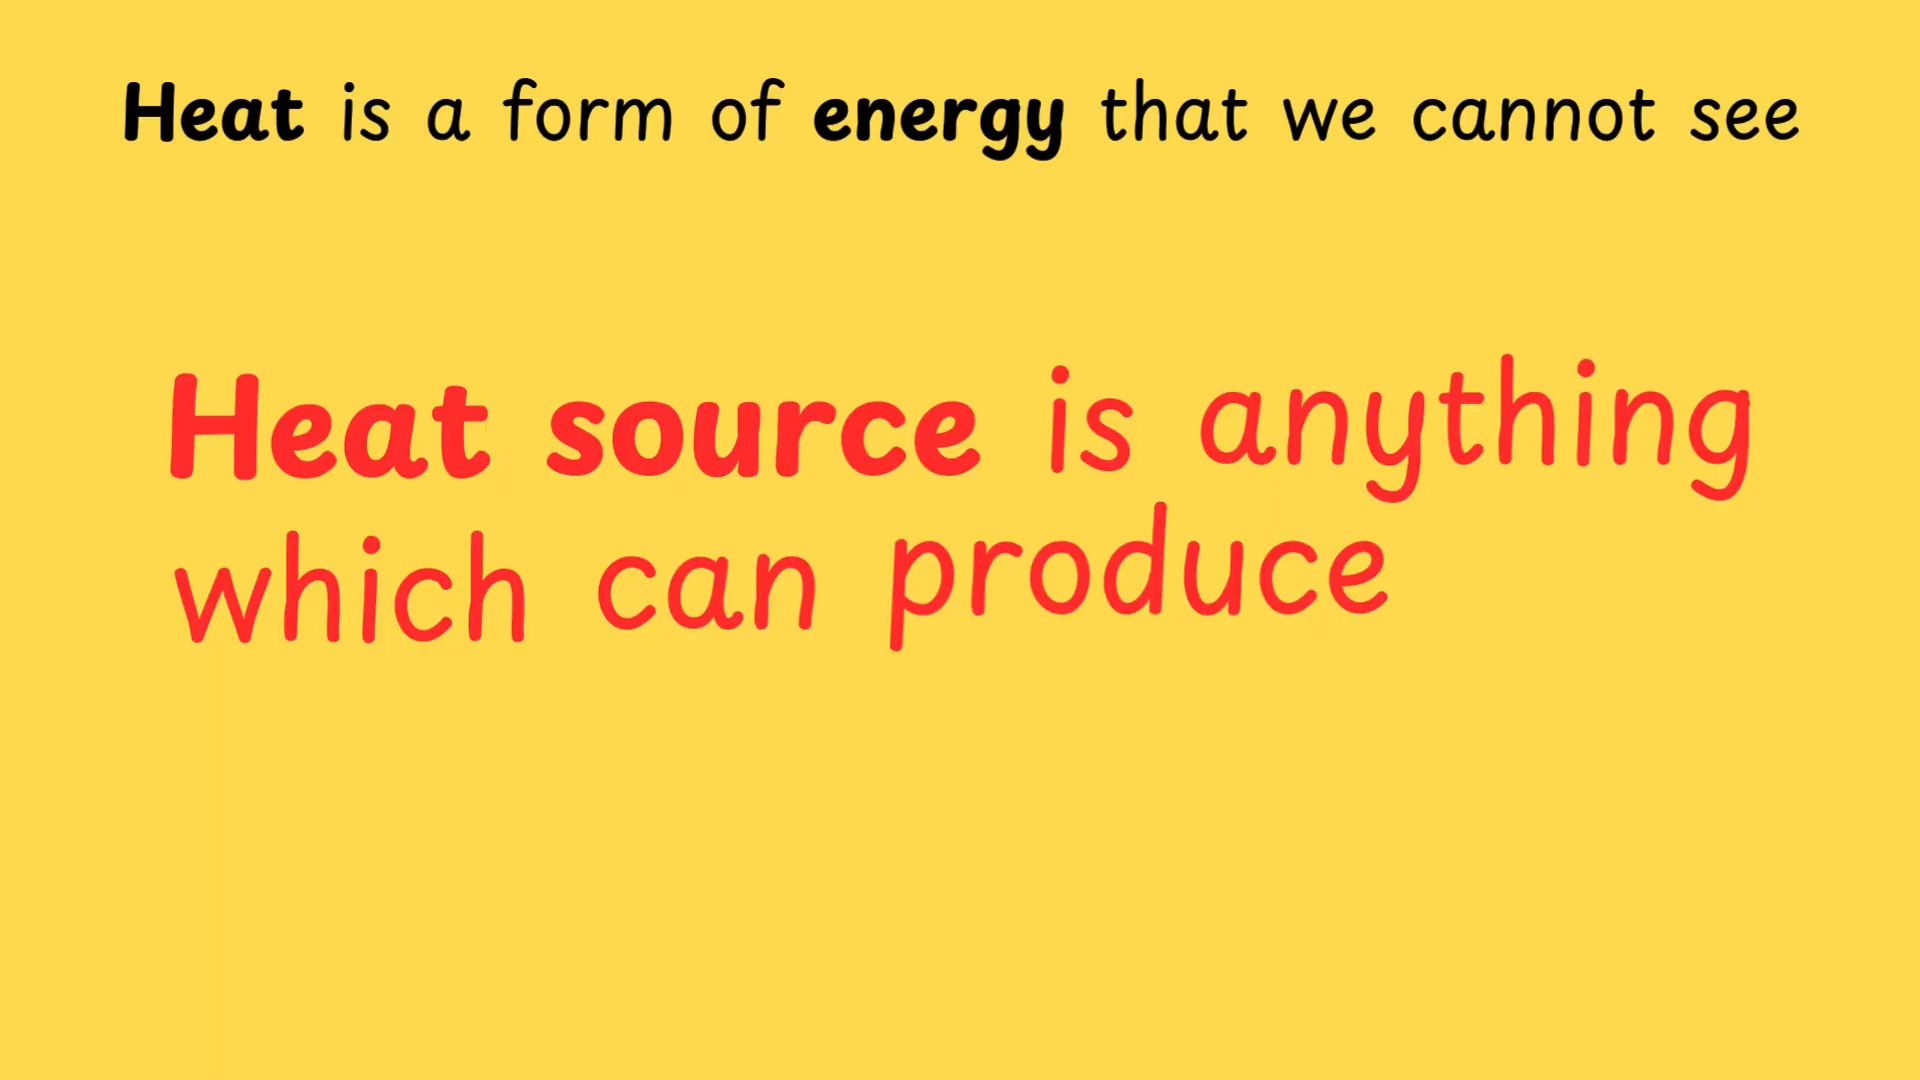 Heat is a form of energy that we cannot see
Heat source is anything
which can produce